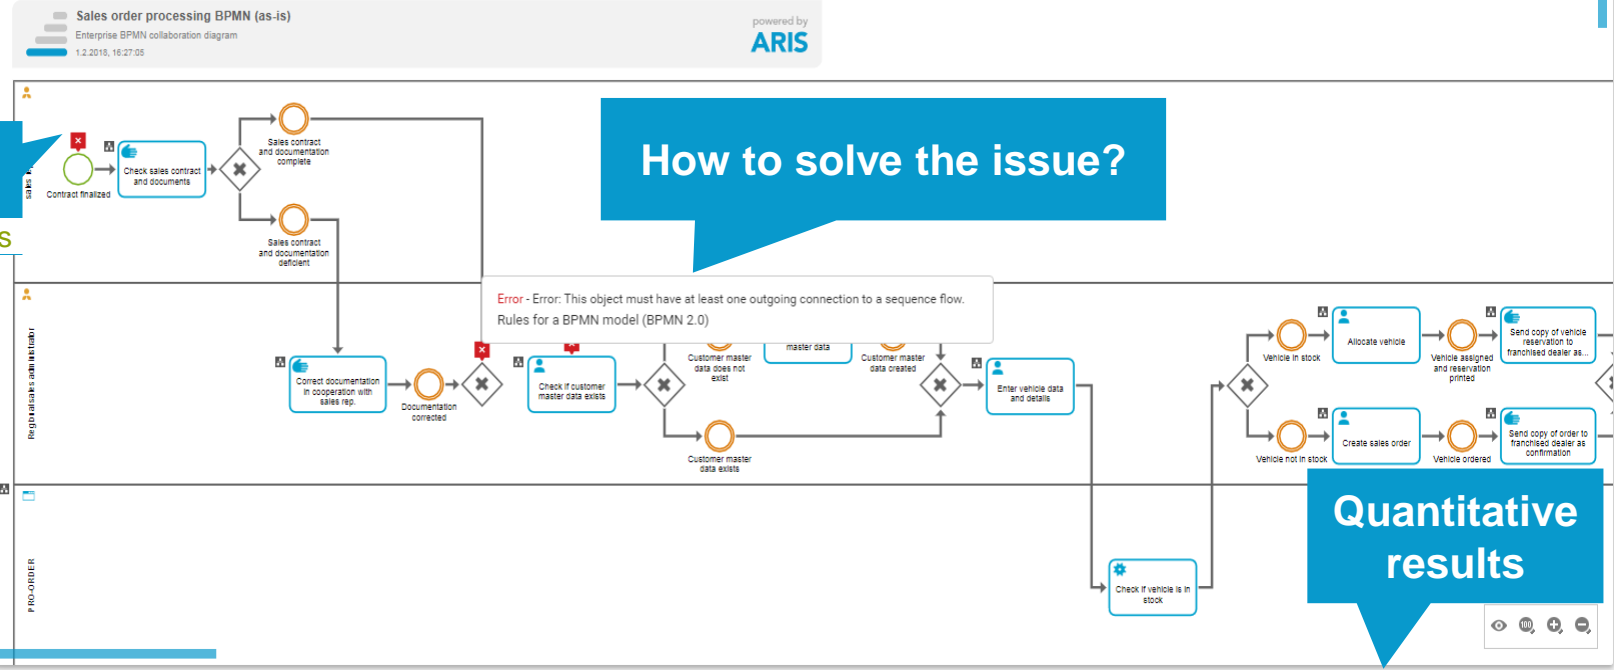 Sales order processing BPMN (as-is)
Enterprise BPMN collaboration diagram
1.2.2018, 16:27:05
powered by
ARIS
How to solve the issue?
Sales contract
and documentation
complete
Check sales contract
and documents
Contract finalized
sales
s
Sales contract
and documentation
deficient
Error - Error: This object must have at least one outgoing connection to a sequence flow.
Rules for a BPMN model (BPMN 2.0)
Regional sales administrator
Correct documentation
in cooperation with
sales rep.
Documentation
corrected
Check if customer
master data exists
Customer master
data does not
exist
master data
Customer master
data created
Customer master
data exists
Enter vehicle data
and details
Vehicle in stock
Allocate vehicle
Vehicle assigned
and reservation
printed
Send copy of vehicle
reservation to
franchised dealer as...
Vehicle not in stock
Create sales order
Vehicle ordered
Send copy of order to
franchised dealer as
confirmation
Quantitative
results
PRO-ORDER
Check if vehicle is in
stock
100